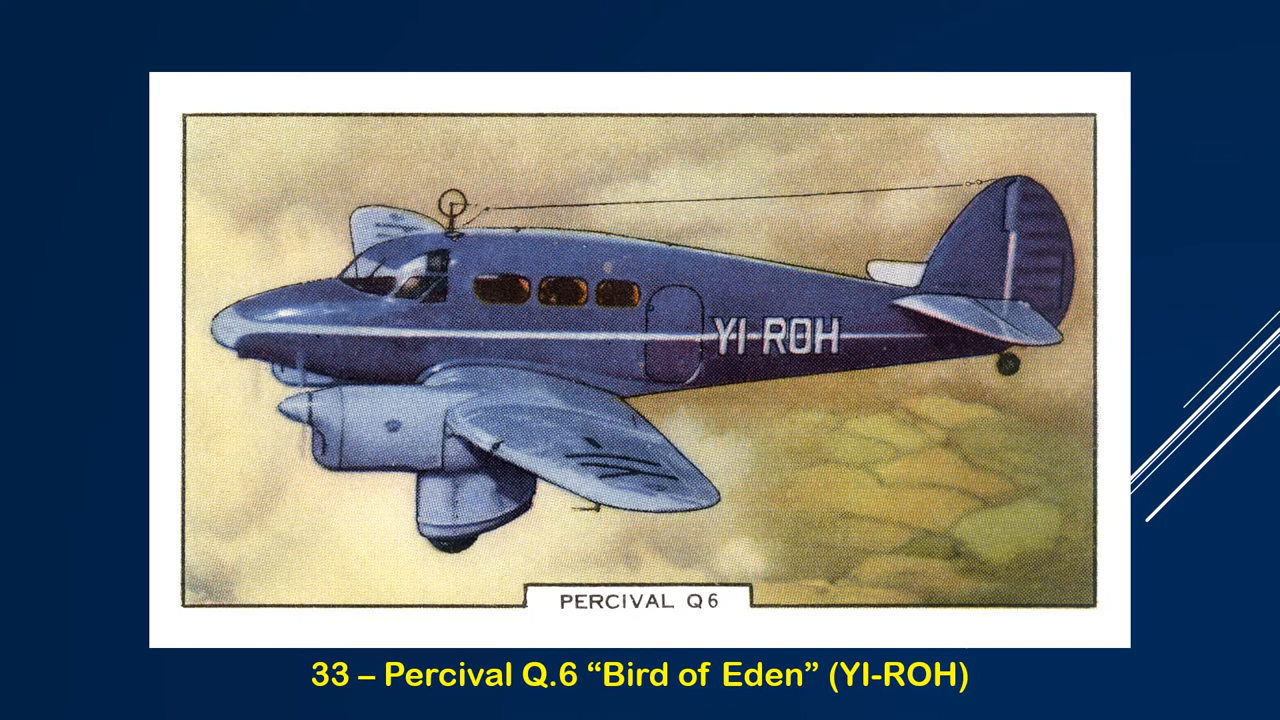 YI-ROH
PERCIVAL Q6
33 – Percival Q.6 “Bird of Eden” (YI-ROH)